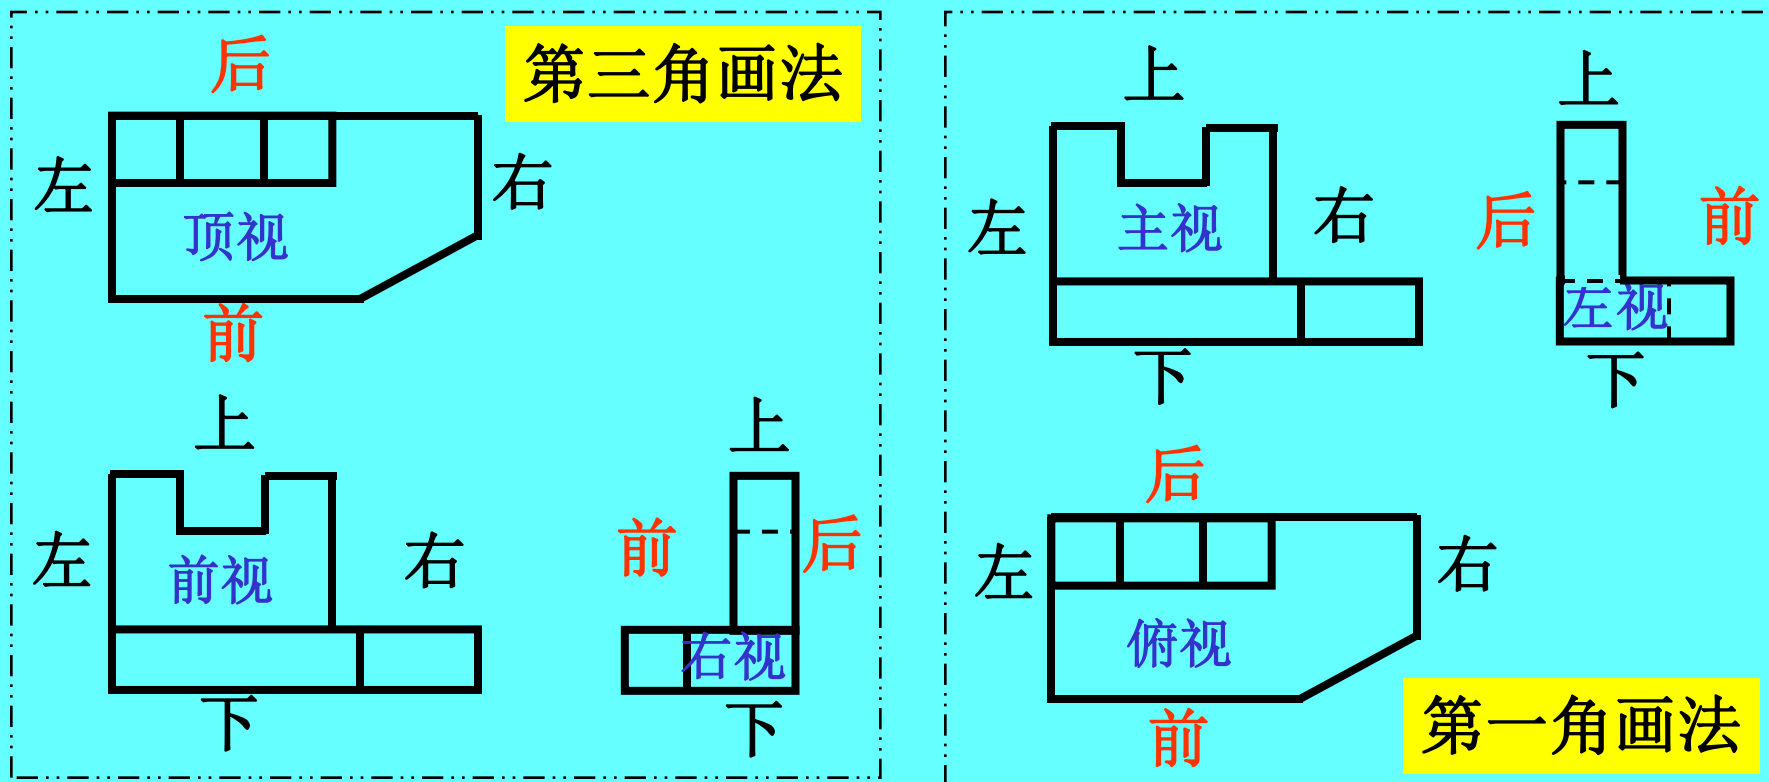 第三角画法
后
左
顶视
右
前
上
左
前视
右
下
上
前
后
右视
下
上
左
主视
右
下
上
后
前
左视
下
后
左
俯视
右
前
第一角画法